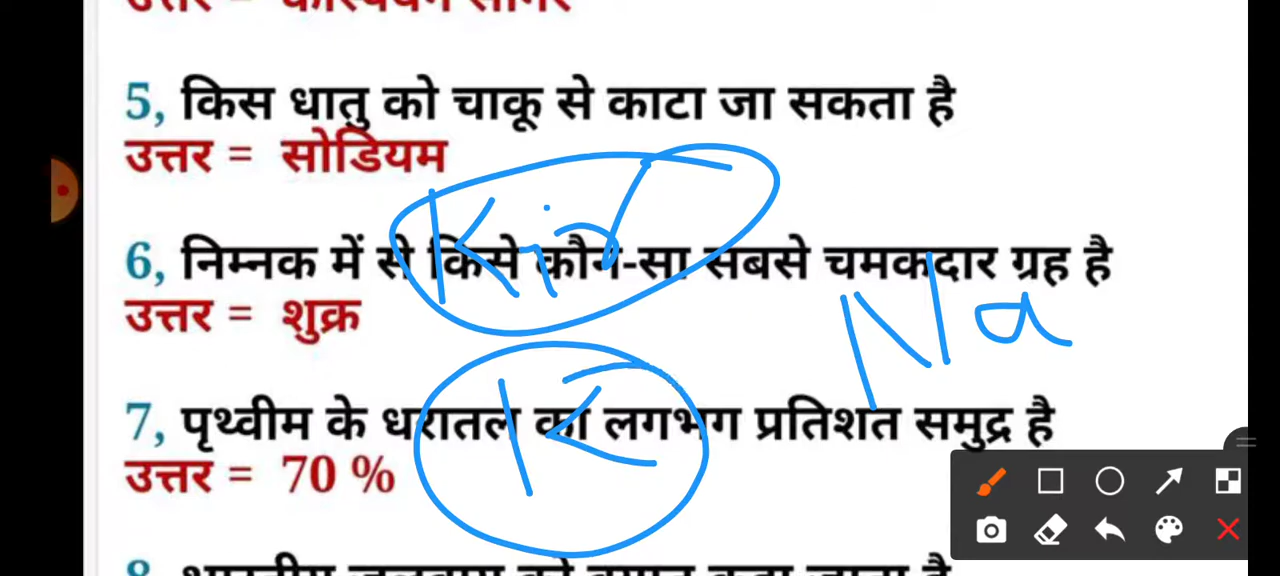 5, किस धातु को चाकू से काटा जा सकता है
उत्तर = सोडियम
6, निम्नक में से किसे कौन-सा सबसे चमकदार ग्रह है
उत्तर = शुक्र
Na
7, पृथ्वीम के धरातल का लगभग प्रतिशत समुद्र है
K
उत्तर = 70 %